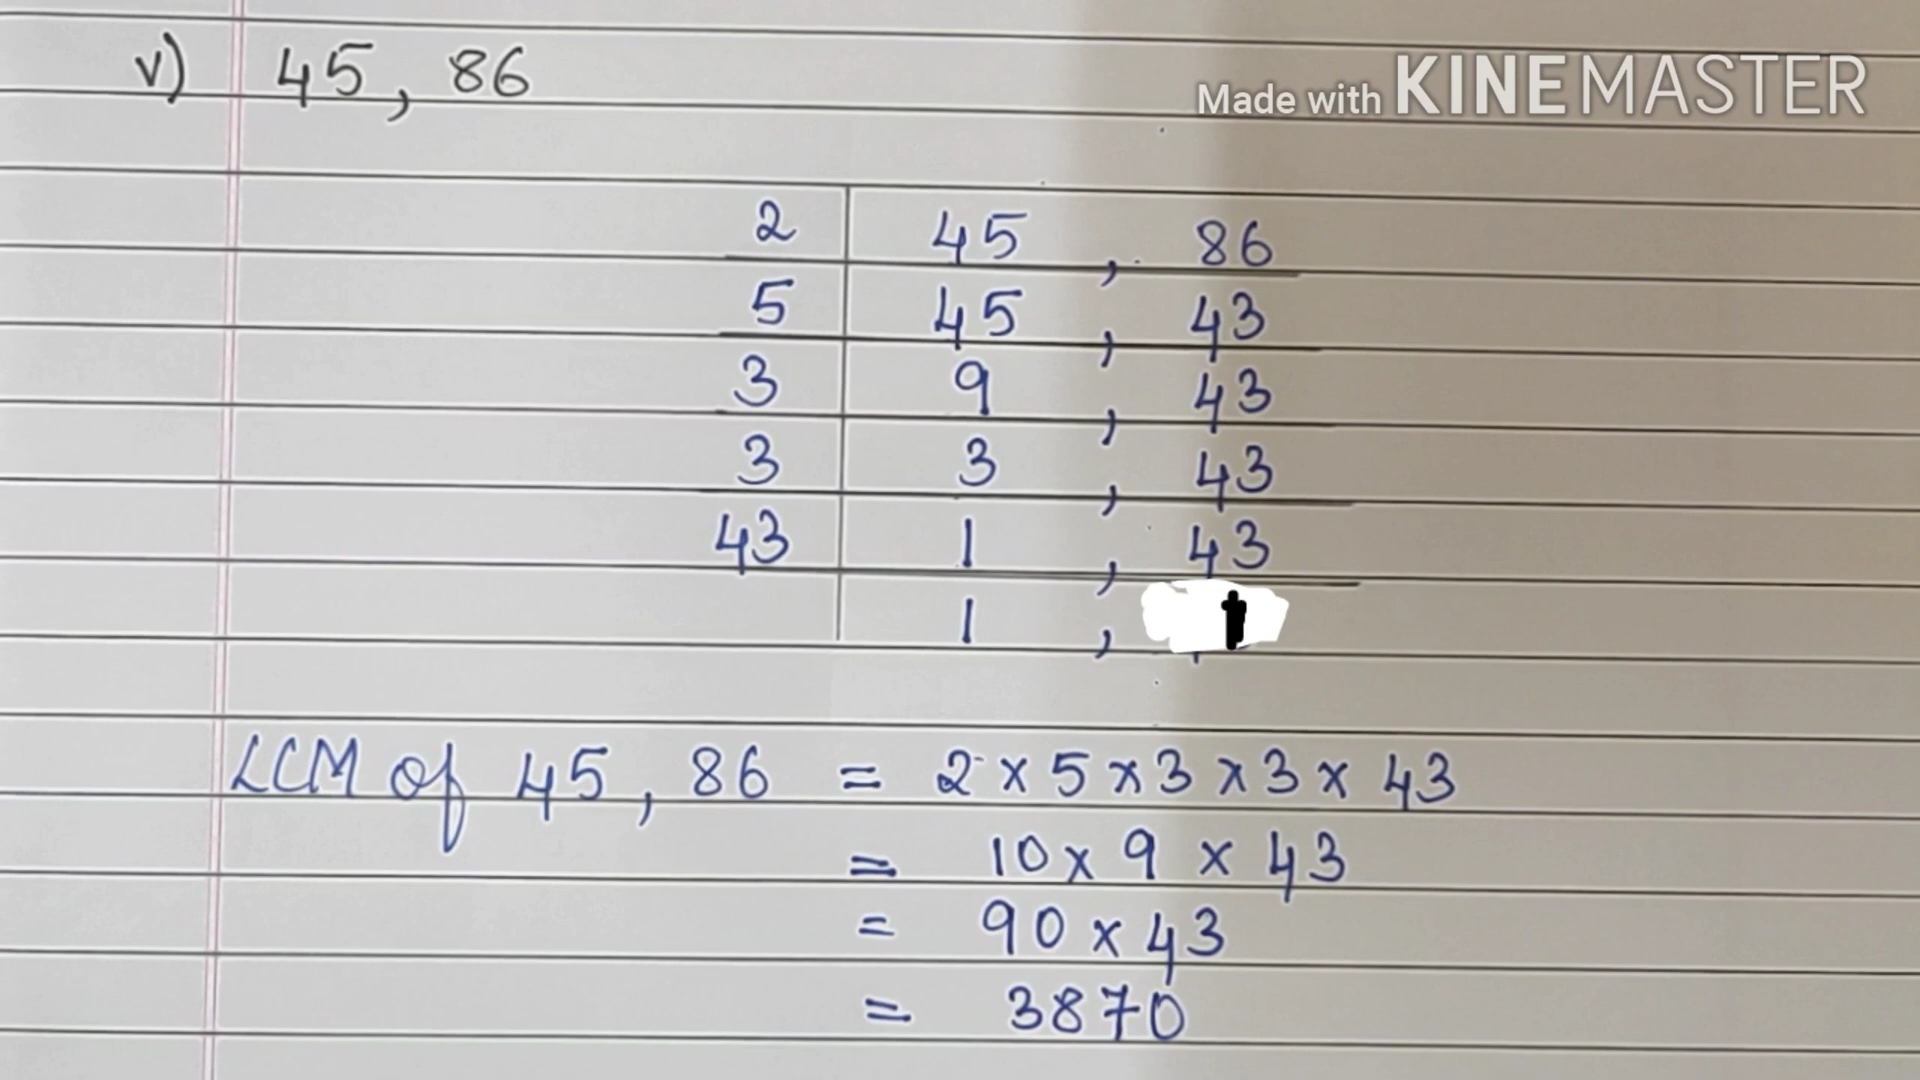 v) 45, 86
Made with KINEMASTER
2 45 , 86
5 45 , 43
3 9 , 43
3 3 , 43
43 1 , 43
1 , 1
LCM of 45, 86 = 2 × 5 × 3 × 3 × 43
= 10 × 9 × 43
= 90 × 43
= 3870